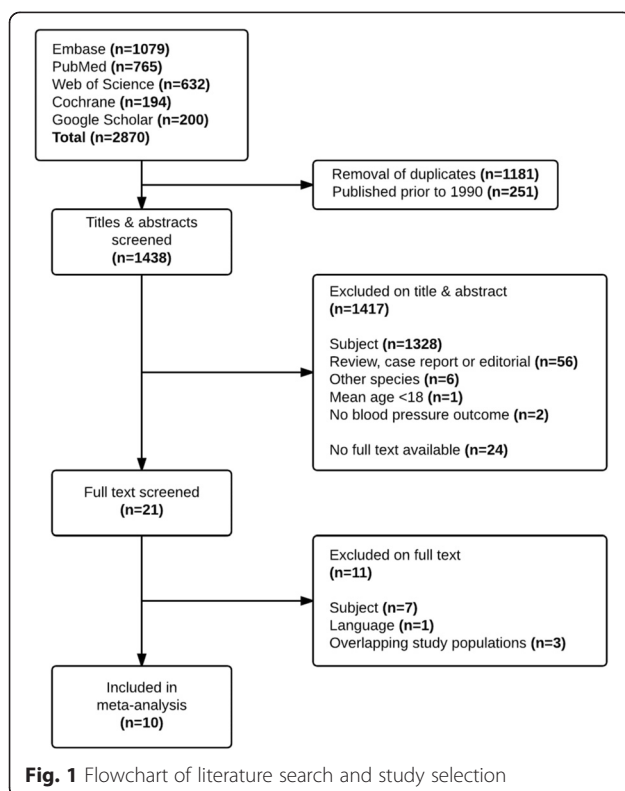 Embase (n=1079)
PubMed (n=765)
Web of Science (n=632)
Cochrane (n=194)
Google Scholar (n=200)
Total (n=2870)
Removal of duplicates (n=1181)
Published prior to 1990 (n=251)
Titles & abstracts
screened
(n=1438)
Excluded on title & abstract
(n=1417)
Subject (n=1328)
Review, case report or editorial (n=56)
Other species (n=6)
Mean age <18 (n=1)
No blood pressure outcome (n=2)
No full text available (n=24)
Full text screened
(n=21)
Excluded on full text
(n=11)
Subject (n=7)
Language (n=1)
Overlapping study populations (n=3)
Included in
meta-analysis
(n=10)
Fig. 1 Flowchart of literature search and study selection